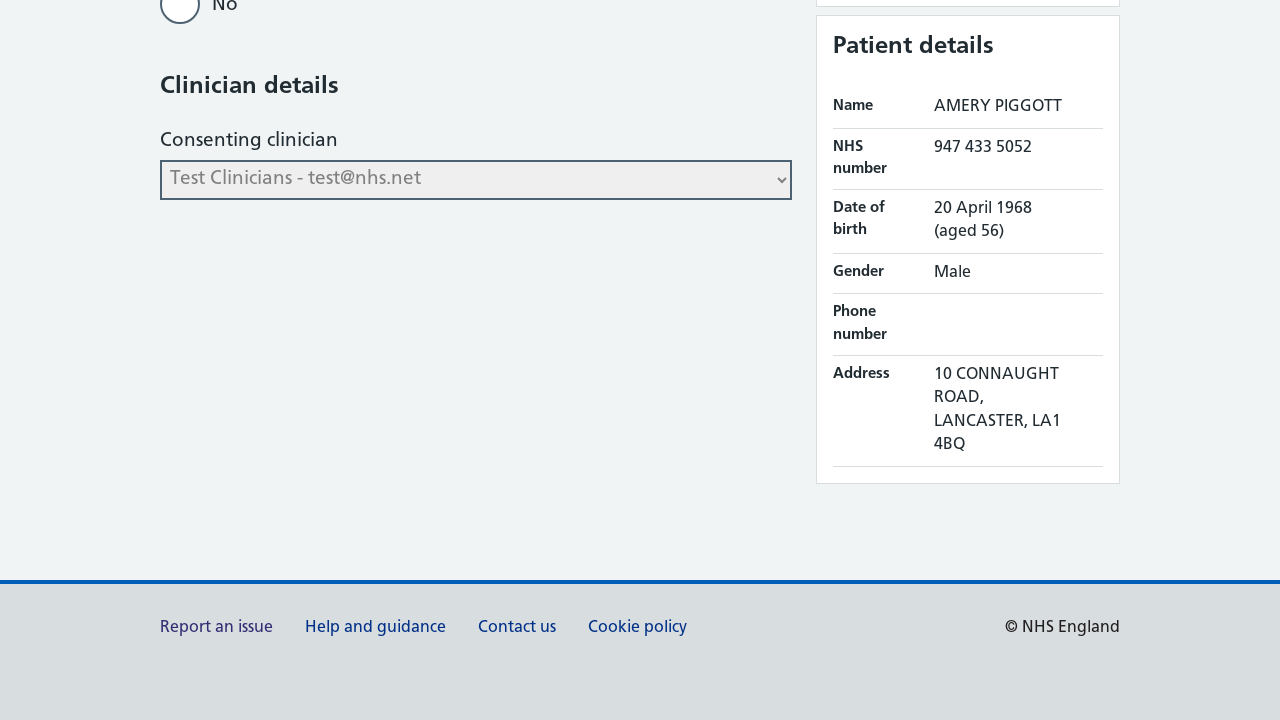 No
Clinician details
Consenting clinician
Test Clinicians - test@nhs.net
Patient details
Name AMERY PIGGOTT
NHS number 947 433 5052
Date of birth 20 April 1968
(aged 56)
Gender Male
Phone number
Address 10 CONNAUGHT
ROAD,
LANCASTER, LA1
4BQ
Report an issue Help and guidance Contact us Cookie policy © NHS England